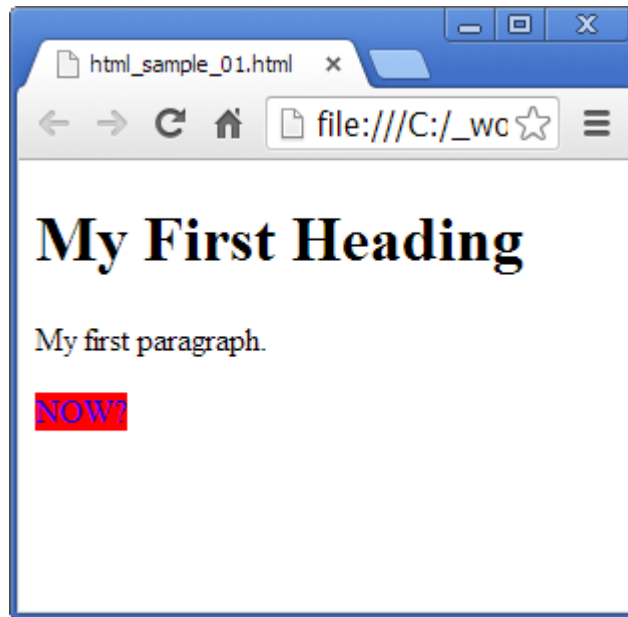 html_sample_01.html
file:///C:/_wo
My First Heading
My first paragraph.
NOW?